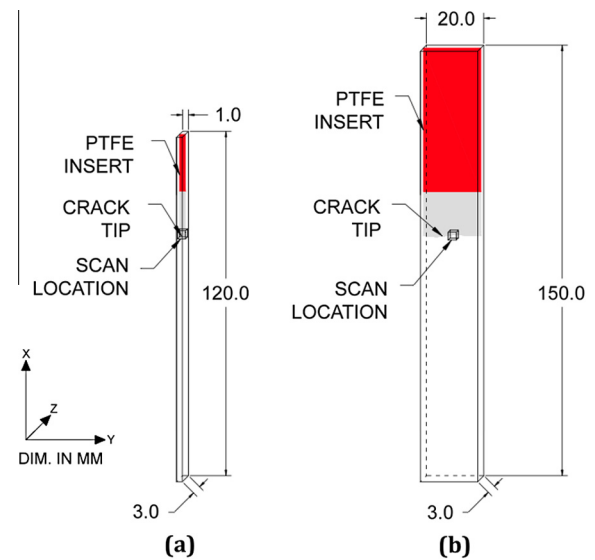 1.0
PTFE
INSERT
CRACK
TIP
SCAN
LOCATION
120.0
X
Z
Y
DIM. IN MM
3.0
(a)
20.0
PTFE
INSERT
CRACK
TIP
SCAN
LOCATION
150.0
3.0
(b)